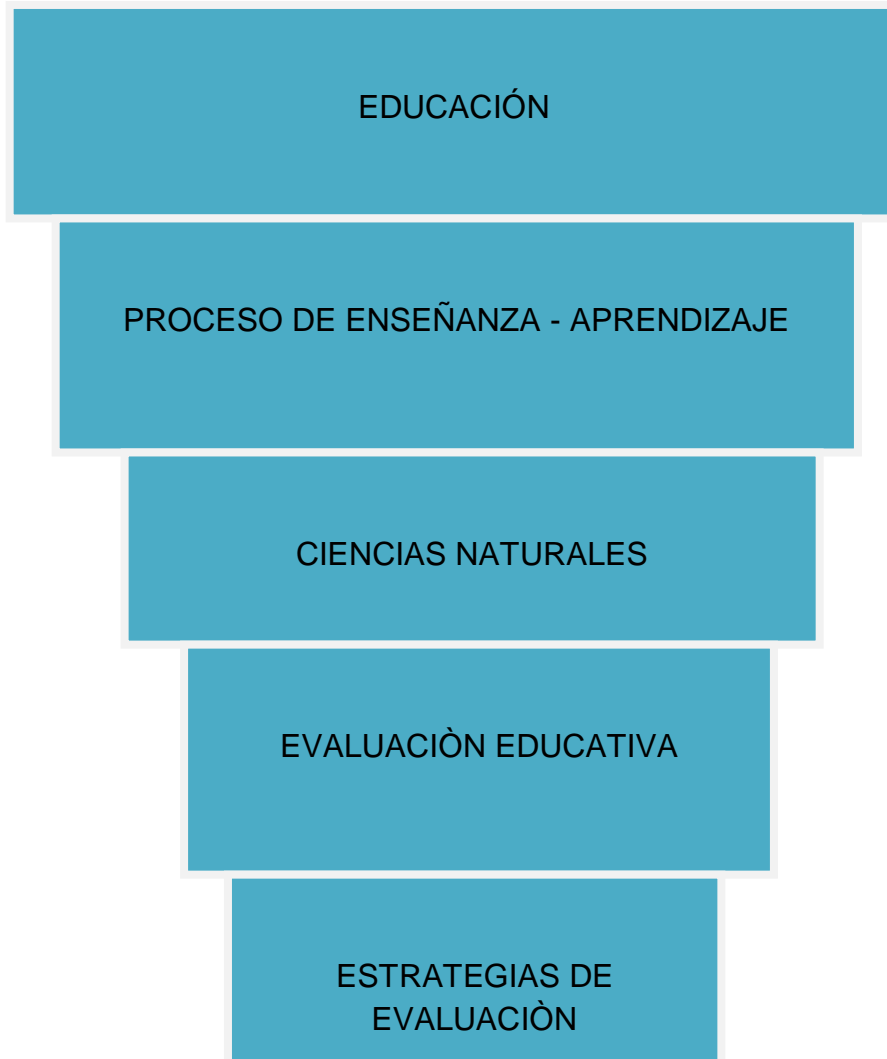 EDUCACIÓN
PROCESO DE ENSEÑANZA - APRENDIZAJE
CIENCIAS NATURALES
EVALUACIÒN EDUCATIVA
ESTRATEGIAS DE
EVALUACIÒN